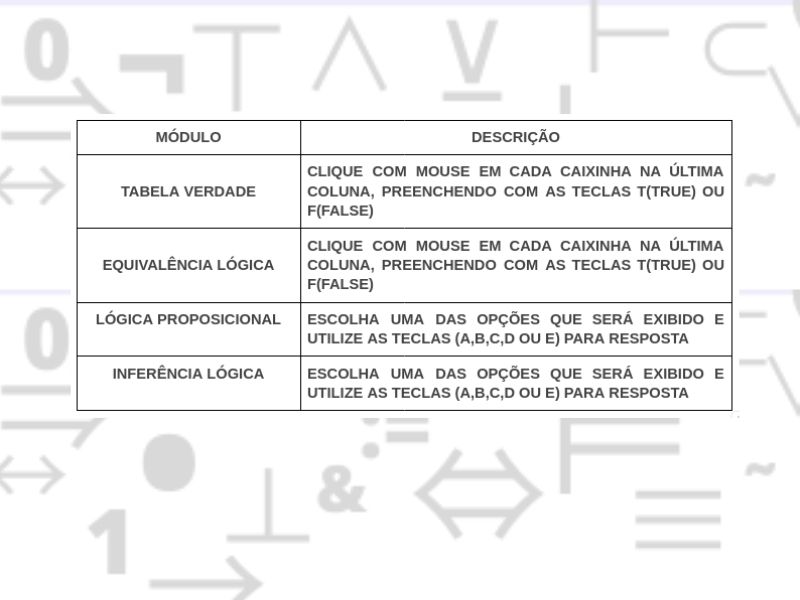 MÓDULO
DESCRIÇÃO
TABELA VERDADE
CLIQUE COM MOUSE EM CADA CAIXINHA NA ÚLTIMA
COLUNA, PREENCHENDO COM AS TECLAS T(TRUE) OU
F(FALSE)
EQUIVALÊNCIA LÓGICA
CLIQUE COM MOUSE EM CADA CAIXINHA NA ÚLTIMA
COLUNA, PREENCHENDO COM AS TECLAS T(TRUE) OU
F(FALSE)
LÓGICA PROPOSICIONAL
ESCOLHA UMA DAS OPÇÕES QUE SERÁ EXIBIDO E
UTILIZE AS TECLAS (A,B,C,D OU E) PARA RESPOSTA
INFERÊNCIA LÓGICA
ESCOLHA UMA DAS OPÇÕES QUE SERÁ EXIBIDO E
UTILIZE AS TECLAS (A,B,C,D OU E) PARA RESPOSTA